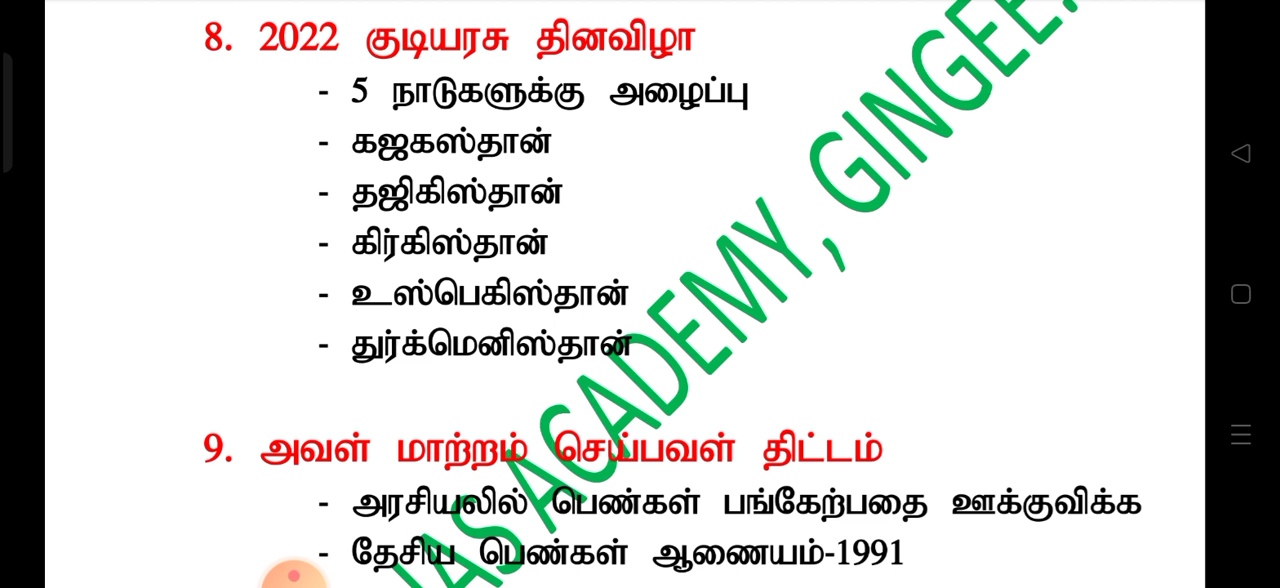 8. 2022 குடியரசு தினவிழா
- 5 நாடுகளுக்கு அழைப்பு
- கஜகஸ்தான்
- தஜிகிஸ்தான்
- கிர்கிஸ்தான்
- உஸ்பெகிஸ்தான்
- துர்க்மெனிஸ்தான்
9. அவள் மாற்றம் செய்பவள் திட்டம்
- அரசியலில் பெண்கள் பங்கேற்பதை ஊக்குவிக்க
- தேசிய பெண்கள் ஆணையம்-1991
IAS ACADEMY, GINGEE.